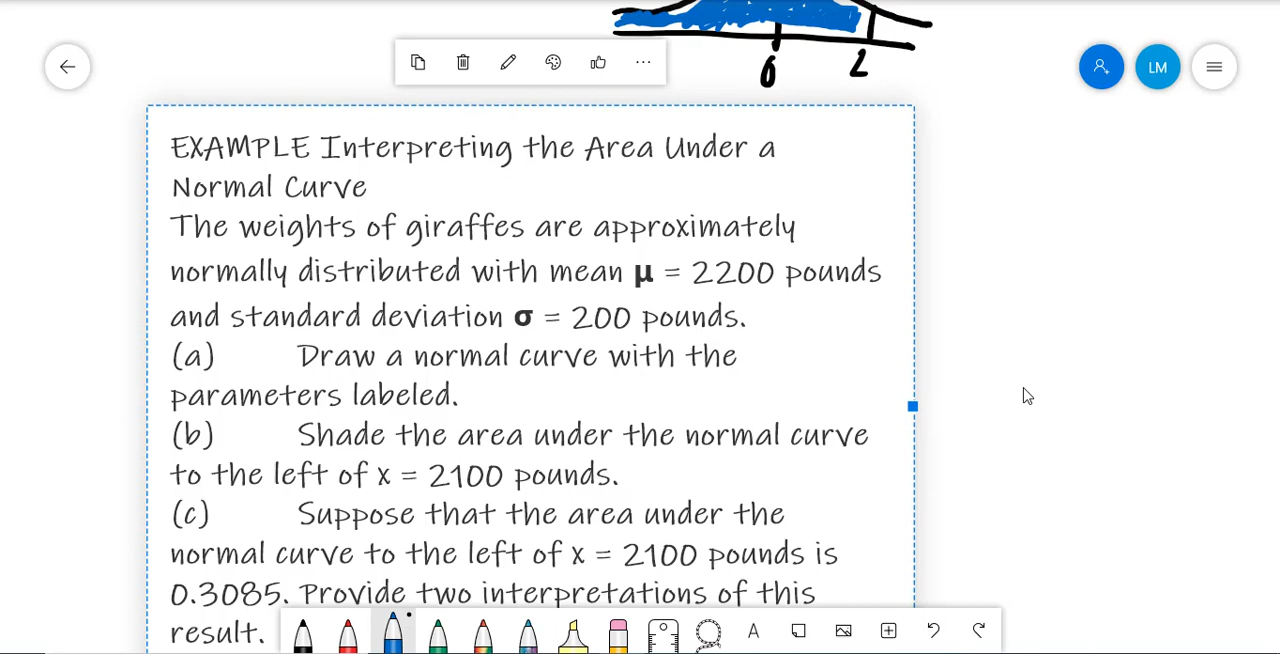 0 2
LM
EXAMPLE Interpreting the Area Under a
Normal Curve
The weights of giraffes are approximately
normally distributed with mean μ = 2200 pounds
and standard deviation σ = 200 pounds.
(a) Draw a normal curve with the
parameters labeled.
(b) Shade the area under the normal curve
to the left of x = 2100 pounds.
(c) Suppose that the area under the
normal curve to the left of x = 2100 pounds is
0.3085. Provide two interpretations of this
result.
A